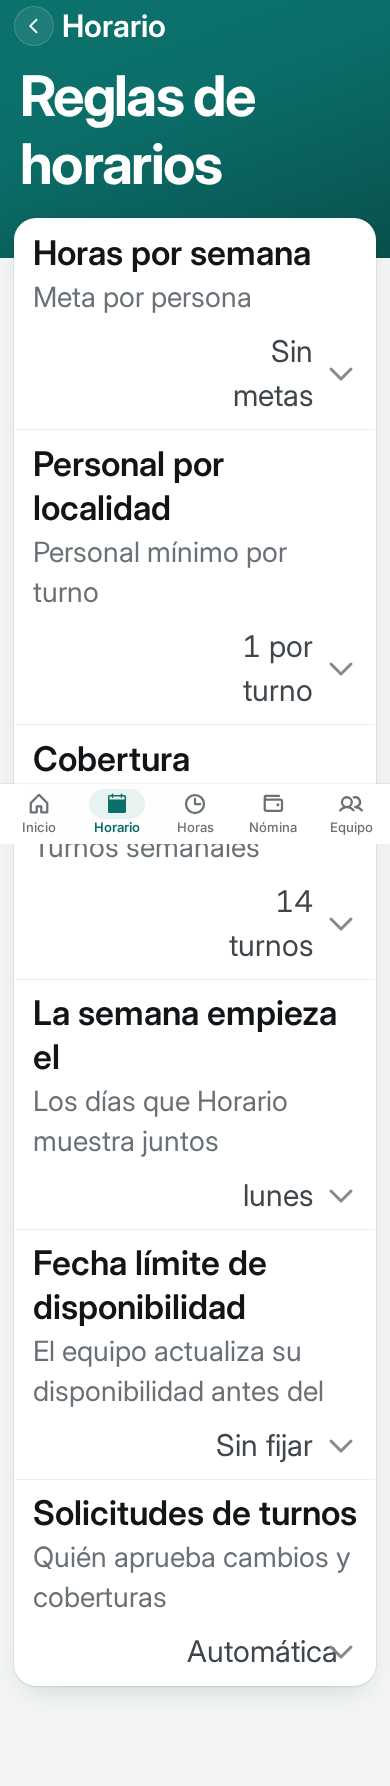 Horario
Reglas de
horarios
Horas por semana
Meta por persona
Sin
metas
Personal por
localidad
Personal mínimo por
turno
1 por
turno
Cobertura
Inicio
Horario
Horas
Nómina
Equipo
Turnos semanales
14
turnos
La semana empieza
el
Los días que Horario
muestra juntos
lunes
Fecha límite de
disponibilidad
El equipo actualiza su
disponibilidad antes del
Sin fijar
Solicitudes de turnos
Quién aprueba cambios y
coberturas
Automática